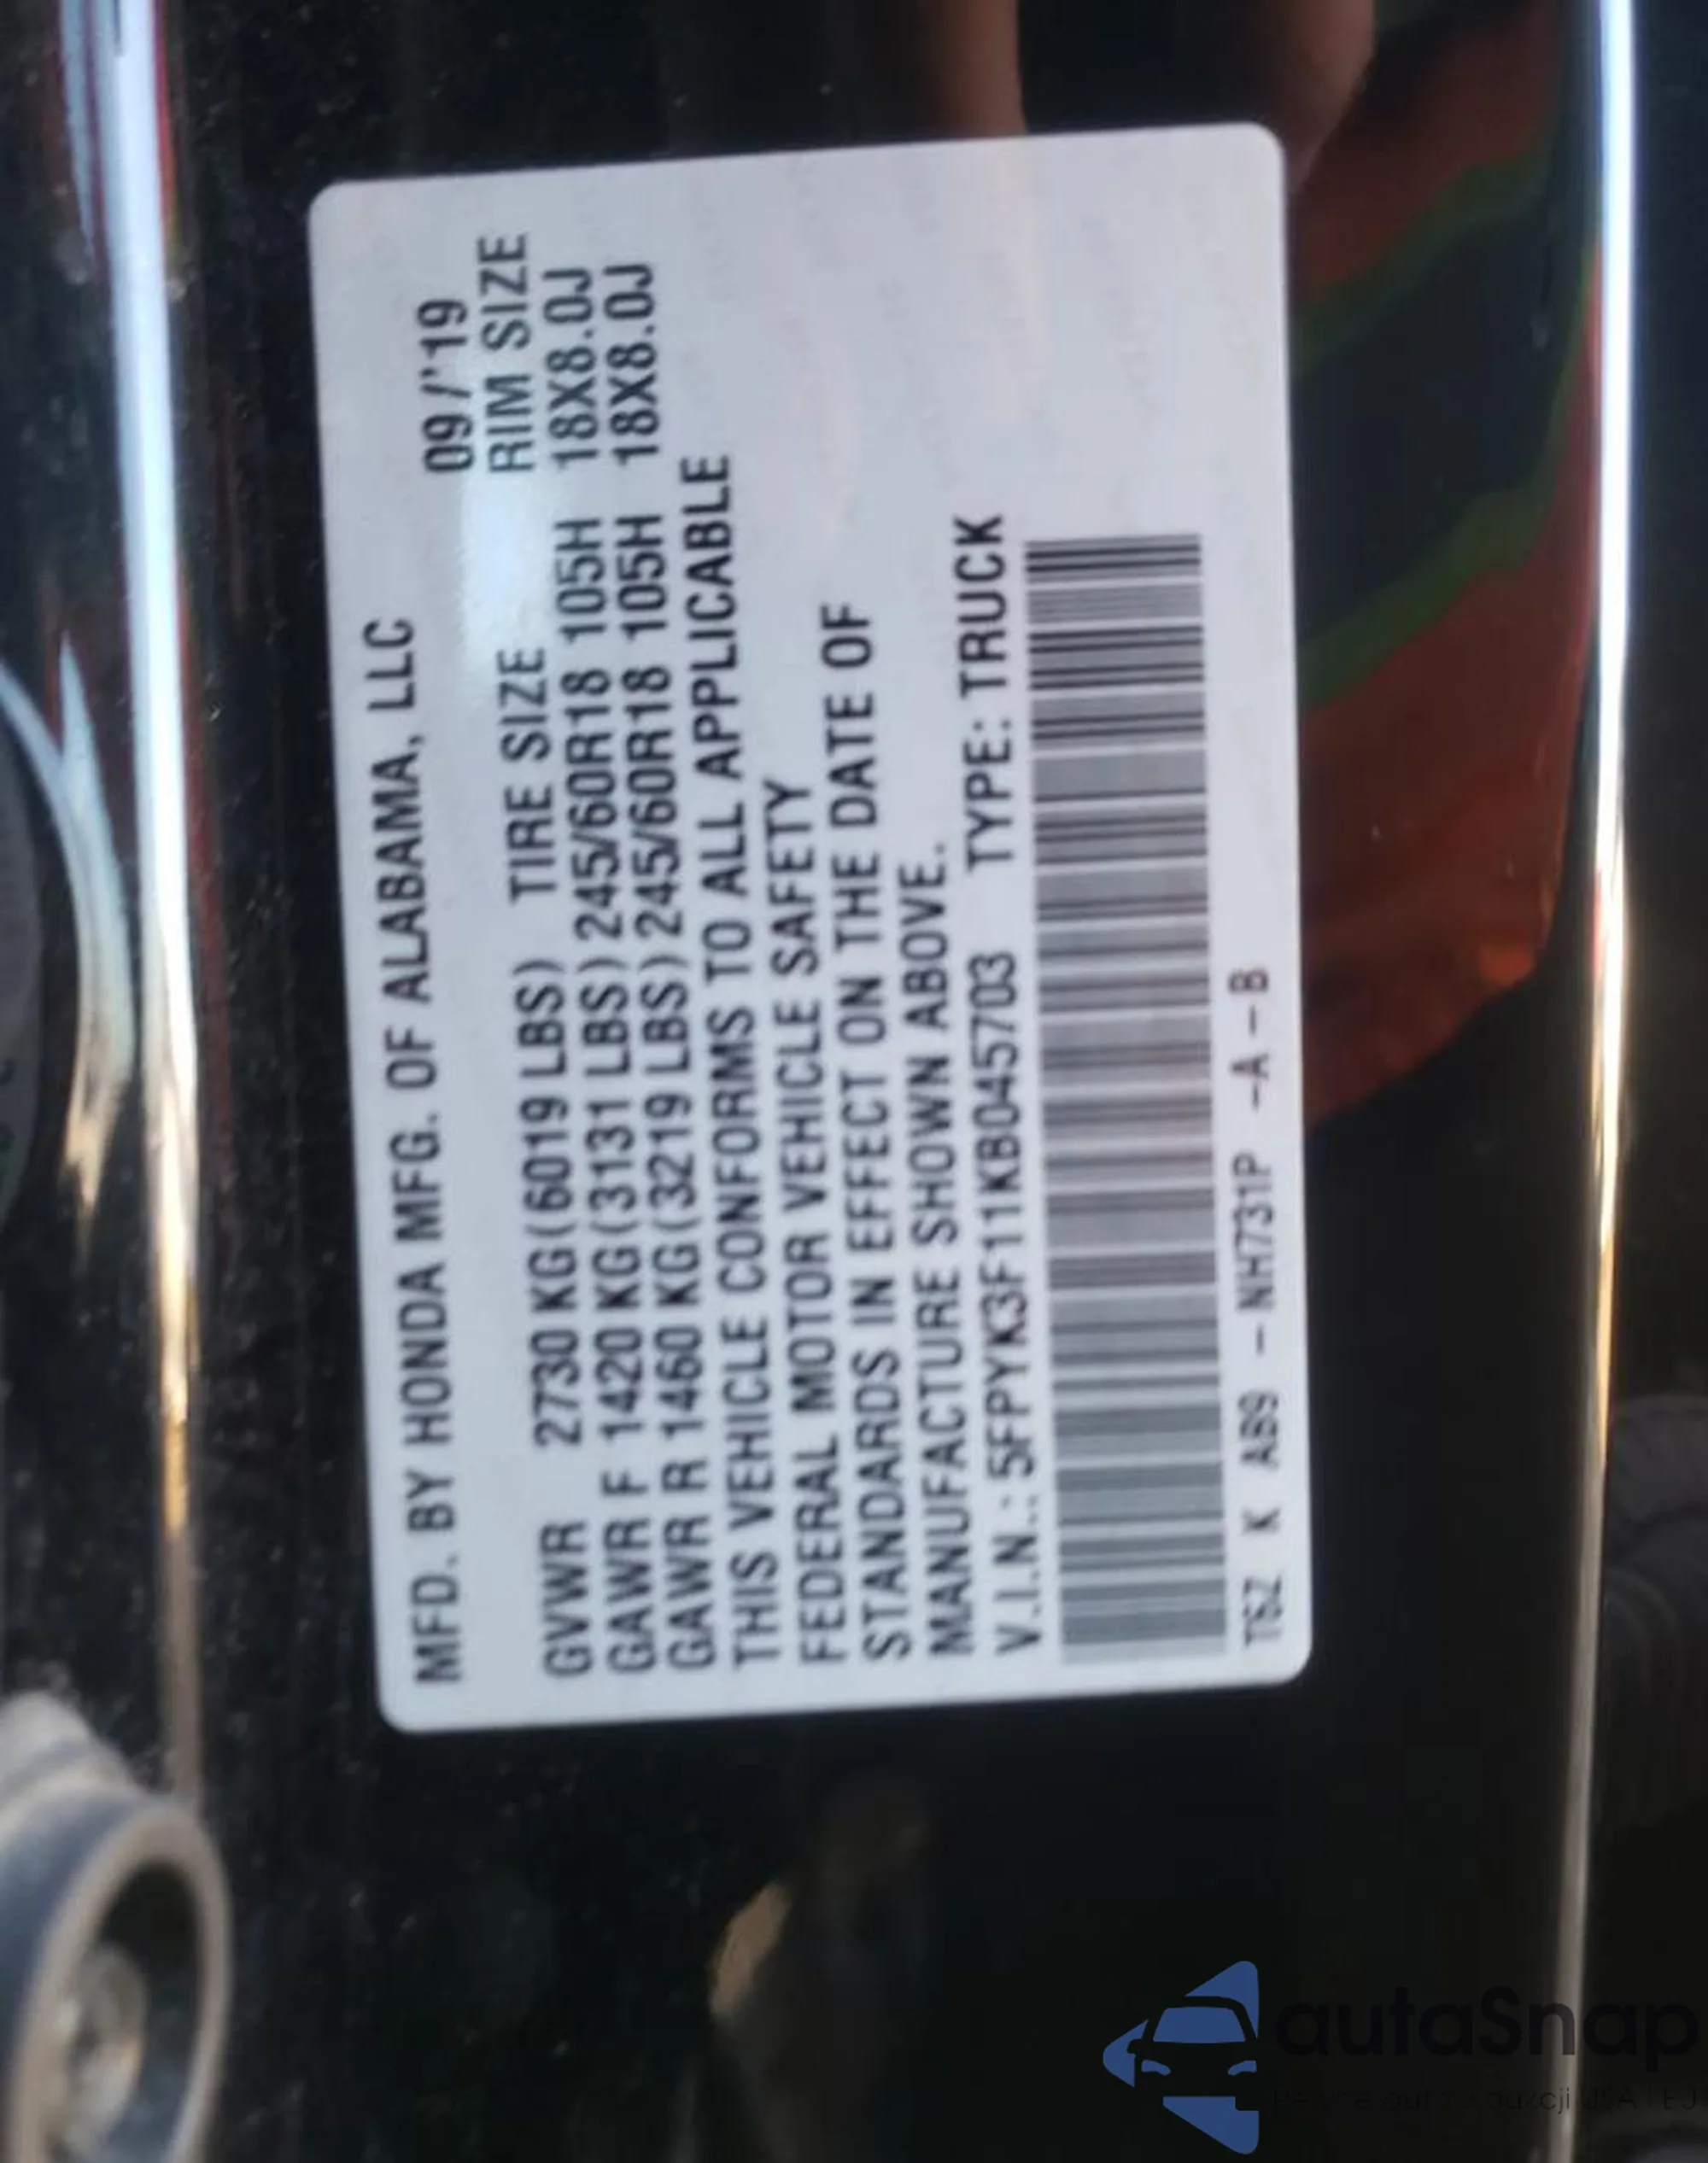 MFD. BY HONDA MFG. OF ALABAMA, LLC
09/'19
TIRE SIZE RIM SIZE
GVWR 2730 KG(6019 LBS)
GAWR F 1420 KG(3131 LBS) 245/60R18 105H 18X8.0J
GAWR R 1460 KG(3219 LBS) 245/60R18 105H 18X8.0J
THIS VEHICLE CONFORMS TO ALL APPLICABLE
FEDERAL MOTOR VEHICLE SAFETY
STANDARDS IN EFFECT ON THE DATE OF
MANUFACTURE SHOWN ABOVE.
V.I.N.: 5FPYK3F11KB045703 TYPE: TRUCK
T6Z K AB9 -NH731P -A-B
autaSnap